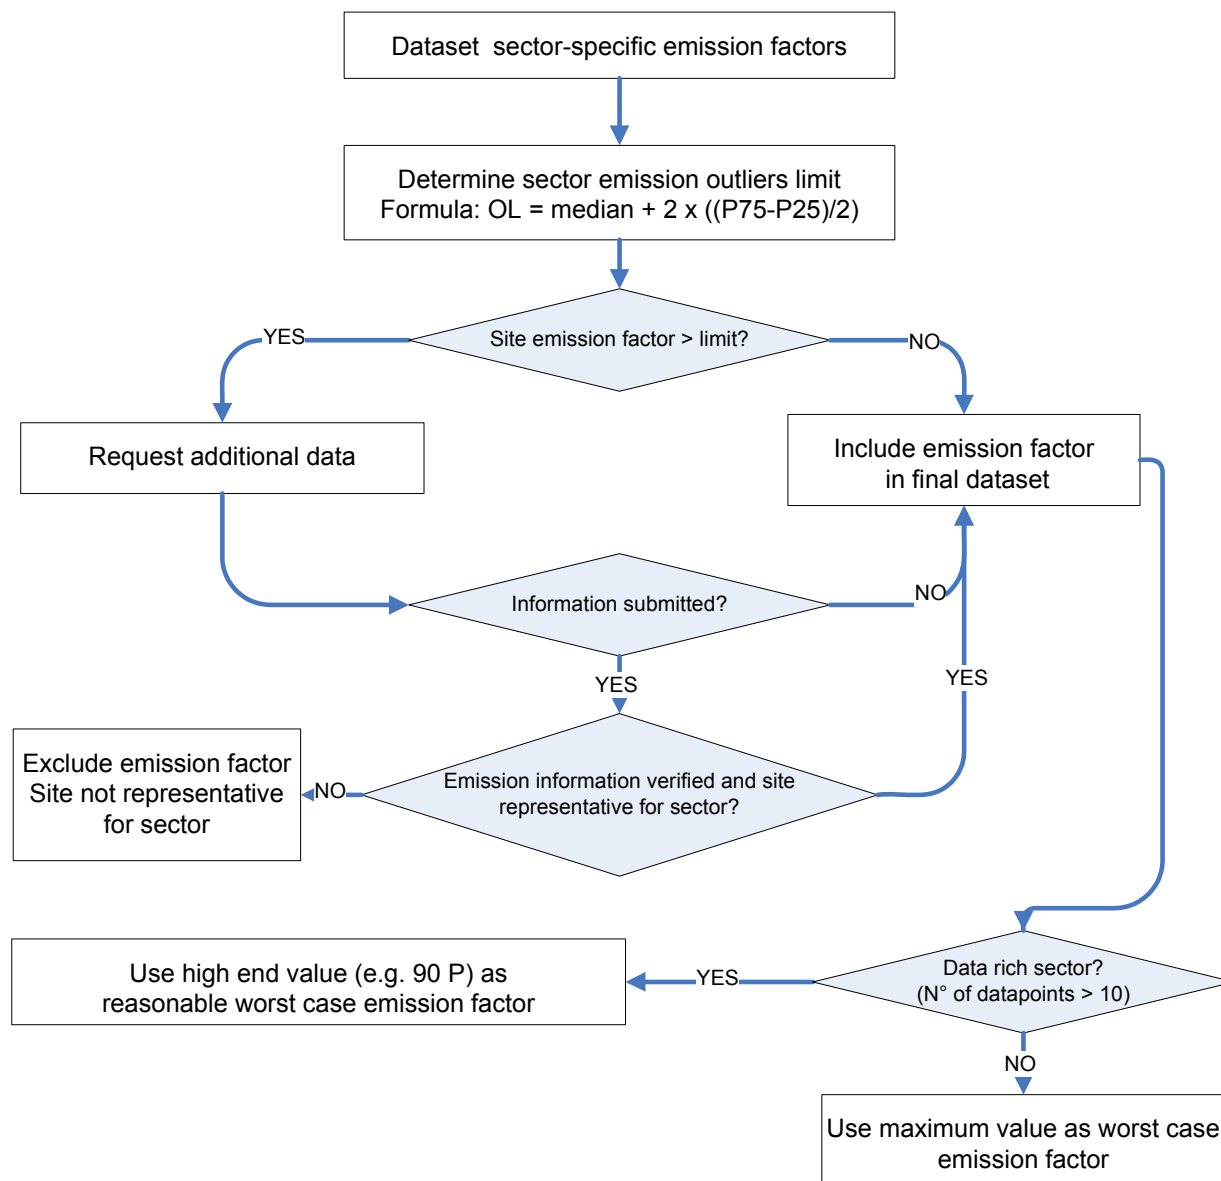 Dataset sector-specific emission factors
Determine sector emission outliers limit
Formula: OL = median + 2 x ((P75-P25)/2)
Site emission factor > limit?
YES
NO
Request additional data
Include emission factor
in final dataset
Information submitted?
NO
YES
YES
Exclude emission factor
Site not representative
for sector
NO
Emission information verified and site
representative for sector?
Use high end value (e.g. 90 P) as
reasonable worst case emission factor
YES
Data rich sector?
(N° of datapoints > 10)
NO
Use maximum value as worst case
emission factor